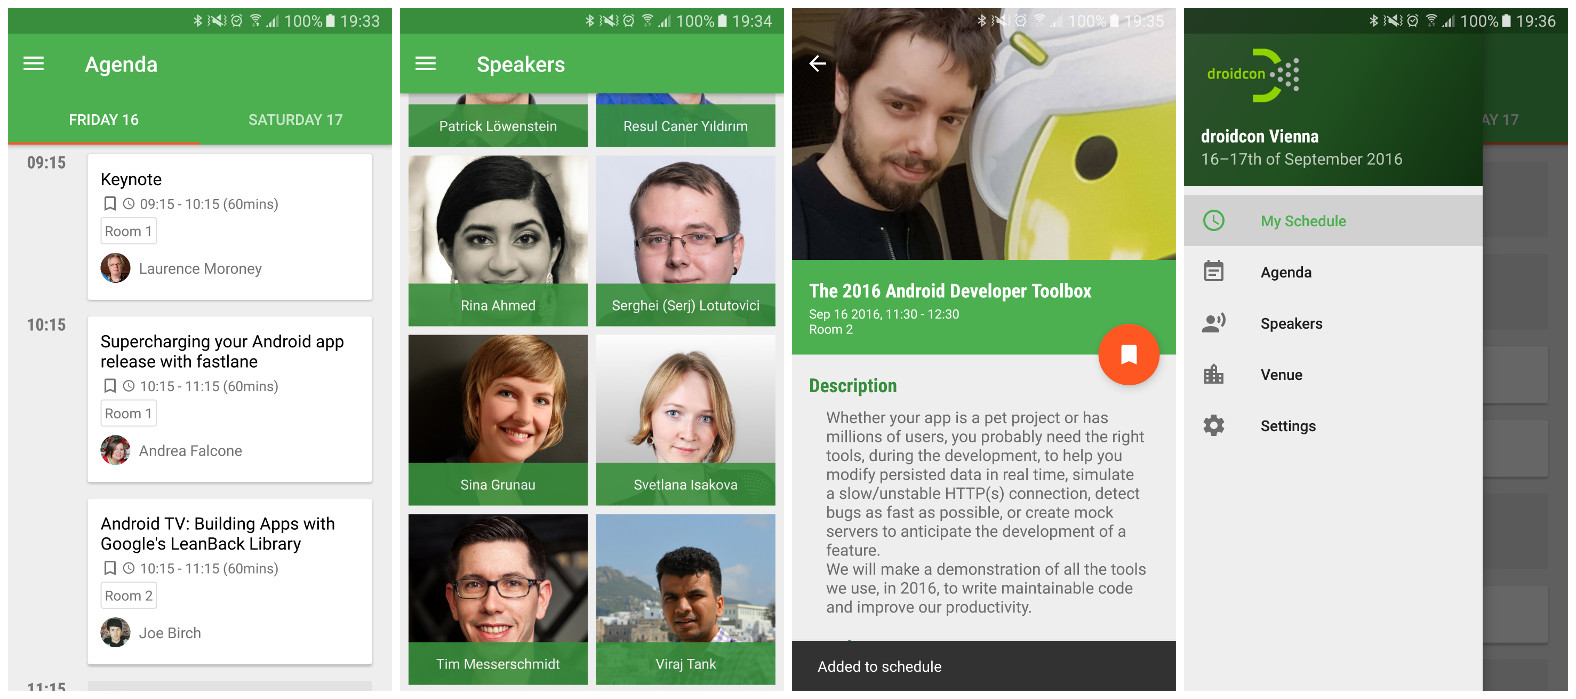 100% 19:33
Agenda
FRIDAY 16 SATURDAY 17
09:15
Keynote
09:15 - 10:15 (60mins)
Room 1
Laurence Moroney
10:15
Supercharging your Android app
release with fastlane
10:15 - 11:15 (60mins)
Room 1
Andrea Falcone
Android TV: Building Apps with
Google's LeanBack Library
10:15 - 11:15 (60mins)
Room 2
Joe Birch
11:15
100% 19:34
Speakers
Patrick Löwenstein
Resul Caner Yıldırım
Rina Ahmed
Serghei (Serj) Lotutovici
Sina Grunau
Svetlana Isakova
Tim Messerschmidt
Viraj Tank
100% 19:35
The 2016 Android Developer Toolbox
Sep 16 2016, 11:30 - 12:30
Room 2
Description
Whether your app is a pet project or has
millions of users, you probably need the right
tools, during the development, to help you
modify persisted data in real time, simulate
a slow/unstable HTTP(s) connection, detect
bugs as fast as possible, or create mock
servers to anticipate the development of a
feature.
We will make a demonstration of all the tools
we use, in 2016, to write maintainable code
and improve our productivity.
Added to schedule
100% 19:36
droidcon
droidcon Vienna
16–17th of September 2016
AY 17
My Schedule
Agenda
Speakers
Venue
Settings